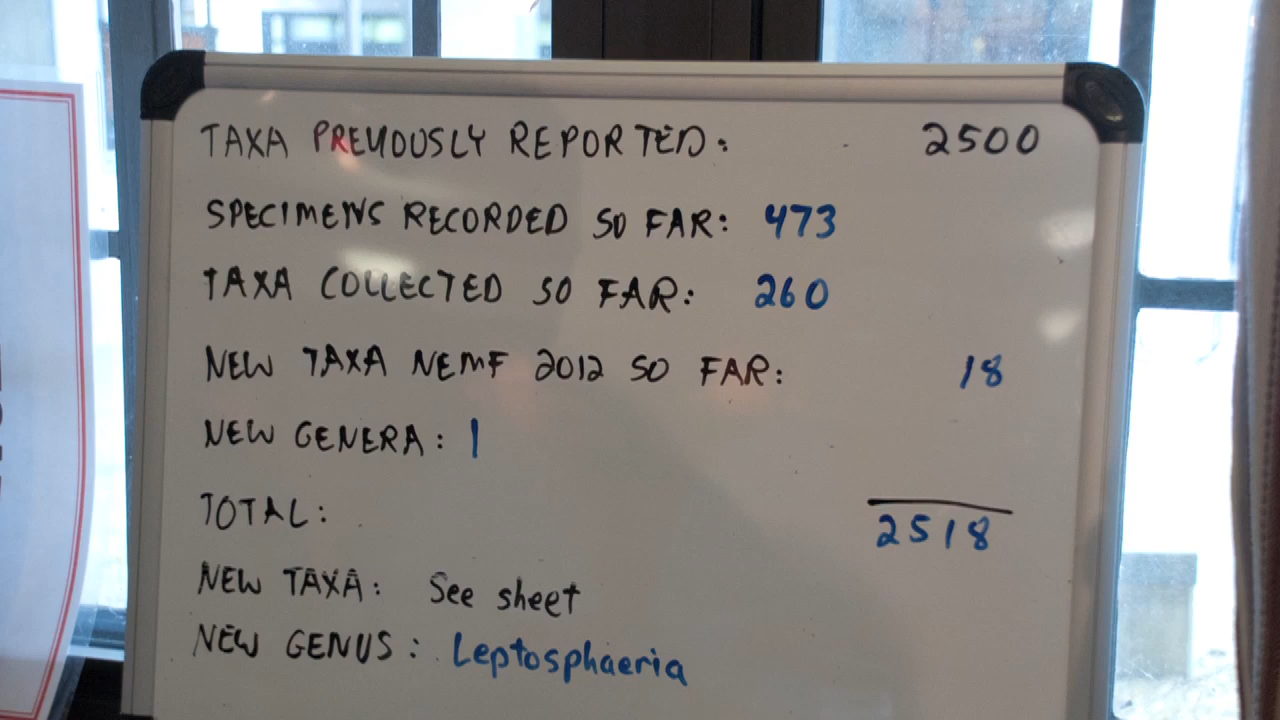 TAXA PREVIOUSLY REPORTED: 2500
SPECIMENS RECORDED SO FAR: 473
TAXA COLLECTED SO FAR: 260
NEW TAXA NEMF 2012 SO FAR: 18
NEW GENERA: 1
TOTAL: 2518
NEW TAXA: See sheet
NEW GENUS: Leptosphaeria